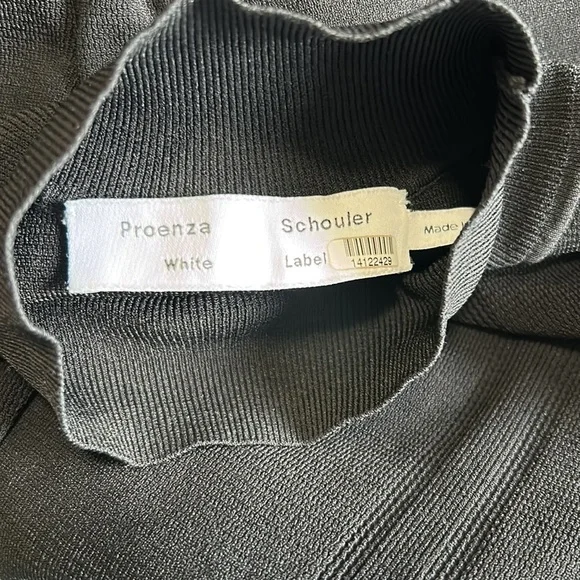 Proenza Schouler
White Label
14122429
Made